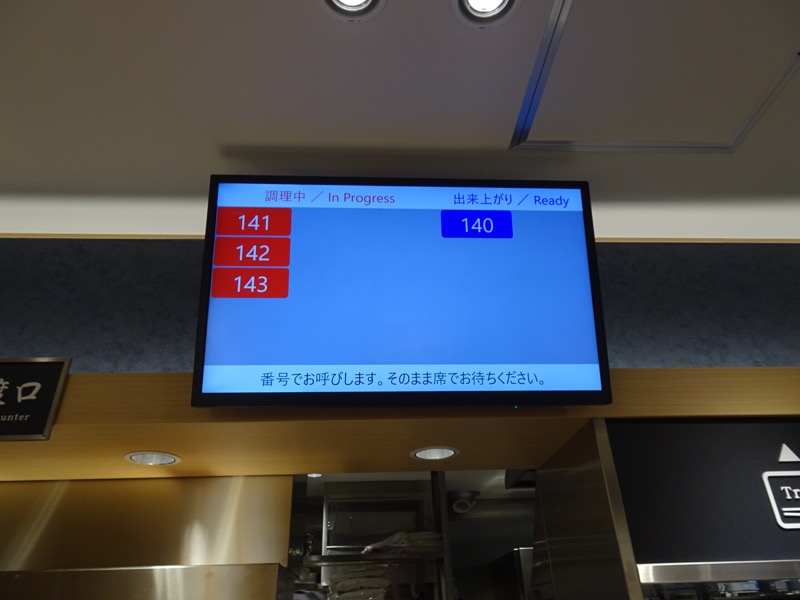 調理中 ／ In Progress
出来上がり ／ Ready
141
140
142
143
番号でお呼びします。そのまま席でお待ちください。
渡口